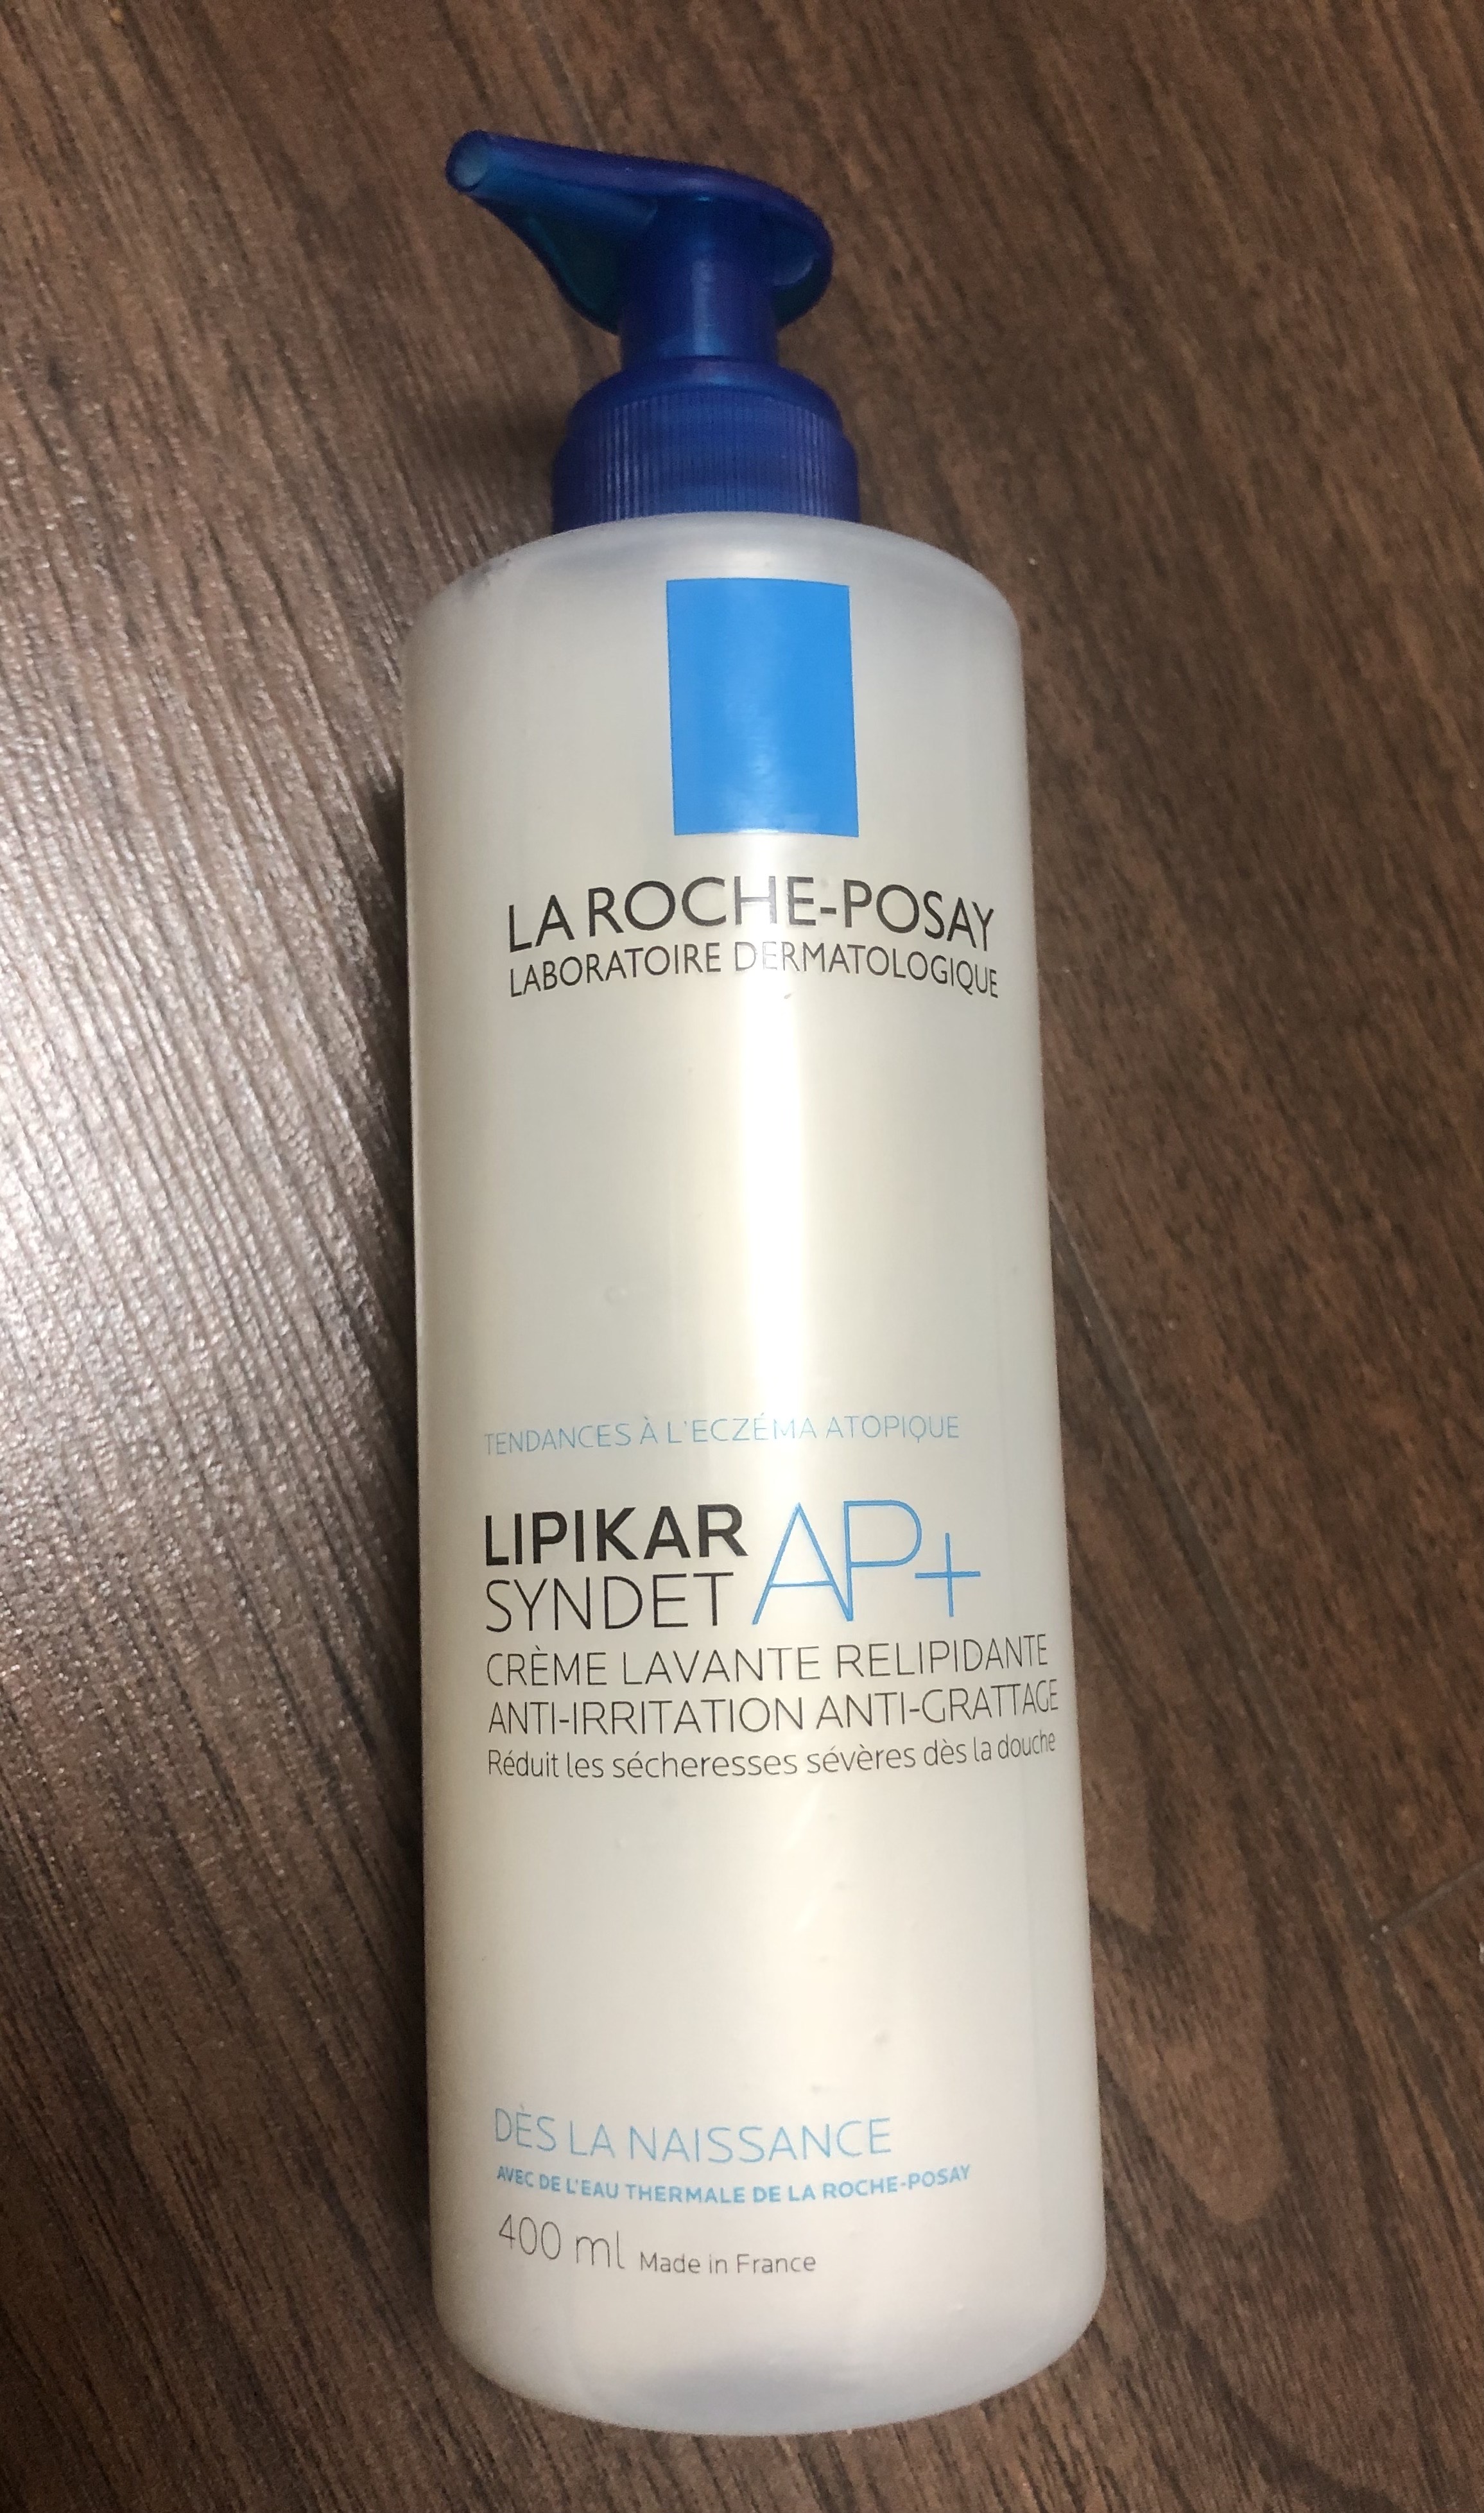 LA ROCHE-POSAY
LABORATOIRE DERMATOLOGIQUE
TENDANCES À L'ECZÉMA ATOPIQUE
LIPIKAR
SYNDET AP+
CRÈME LAVANTE RELIPIDANTE
ANTI-IRRITATION ANTI-GRATTAGE
Réduit les sécheresses sévères dès la douche
DÈS LA NAISSANCE
AVEC DE L'EAU THERMALE DE LA ROCHE-POSAY
400 ml Made in France